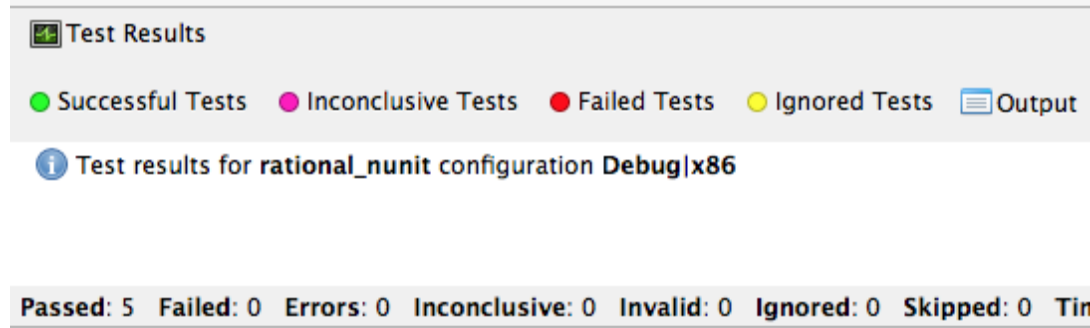 Test Results
Successful Tests Inconclusive Tests Failed Tests Ignored Tests Output
Test results for rational_nunit configuration Debug|x86
Passed: 5 Failed: 0 Errors: 0 Inconclusive: 0 Invalid: 0 Ignored: 0 Skipped: 0